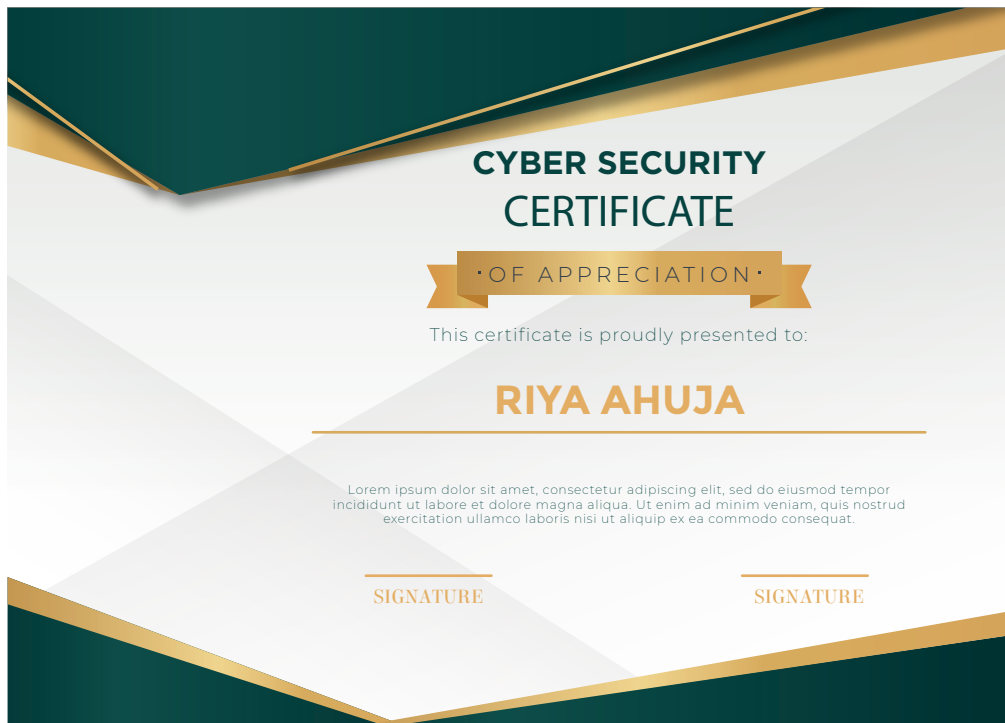 CYBER SECURITY
CERTIFICATE
·OF APPRECIATION·
This certificate is proudly presented to:
RIYA AHUJA
Lorem ipsum dolor sit amet, consectetur adipiscing elit, sed do eiusmod tempor
incididunt ut labore et dolore magna aliqua. Ut enim ad minim veniam, quis nostrud
exercitation ullamco laboris nisi ut aliquip ex ea commodo consequat.
SIGNATURE SIGNATURE